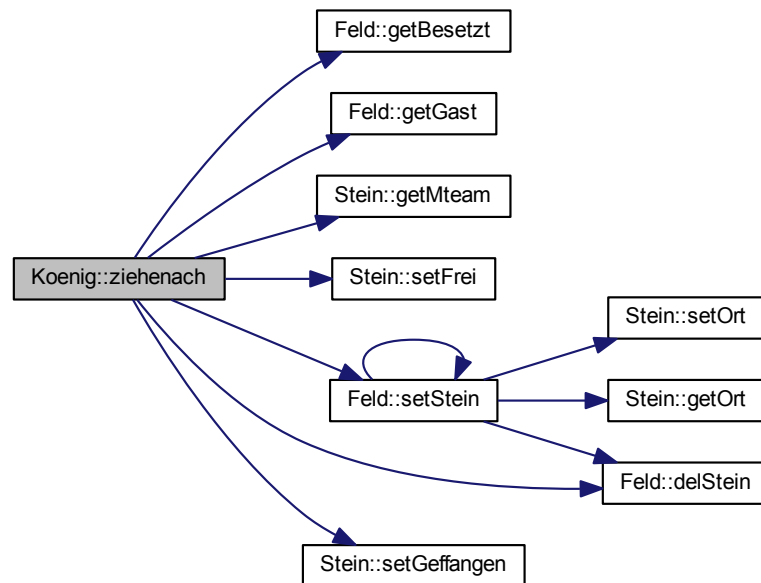 Feld::getBesetzt
Feld::getGast
Stein::getMteam
Koenig::ziehenach
Stein::setFrei
Stein::setOrt
Feld::setStein
Stein::getOrt
Feld::delStein
Stein::setGeffangen